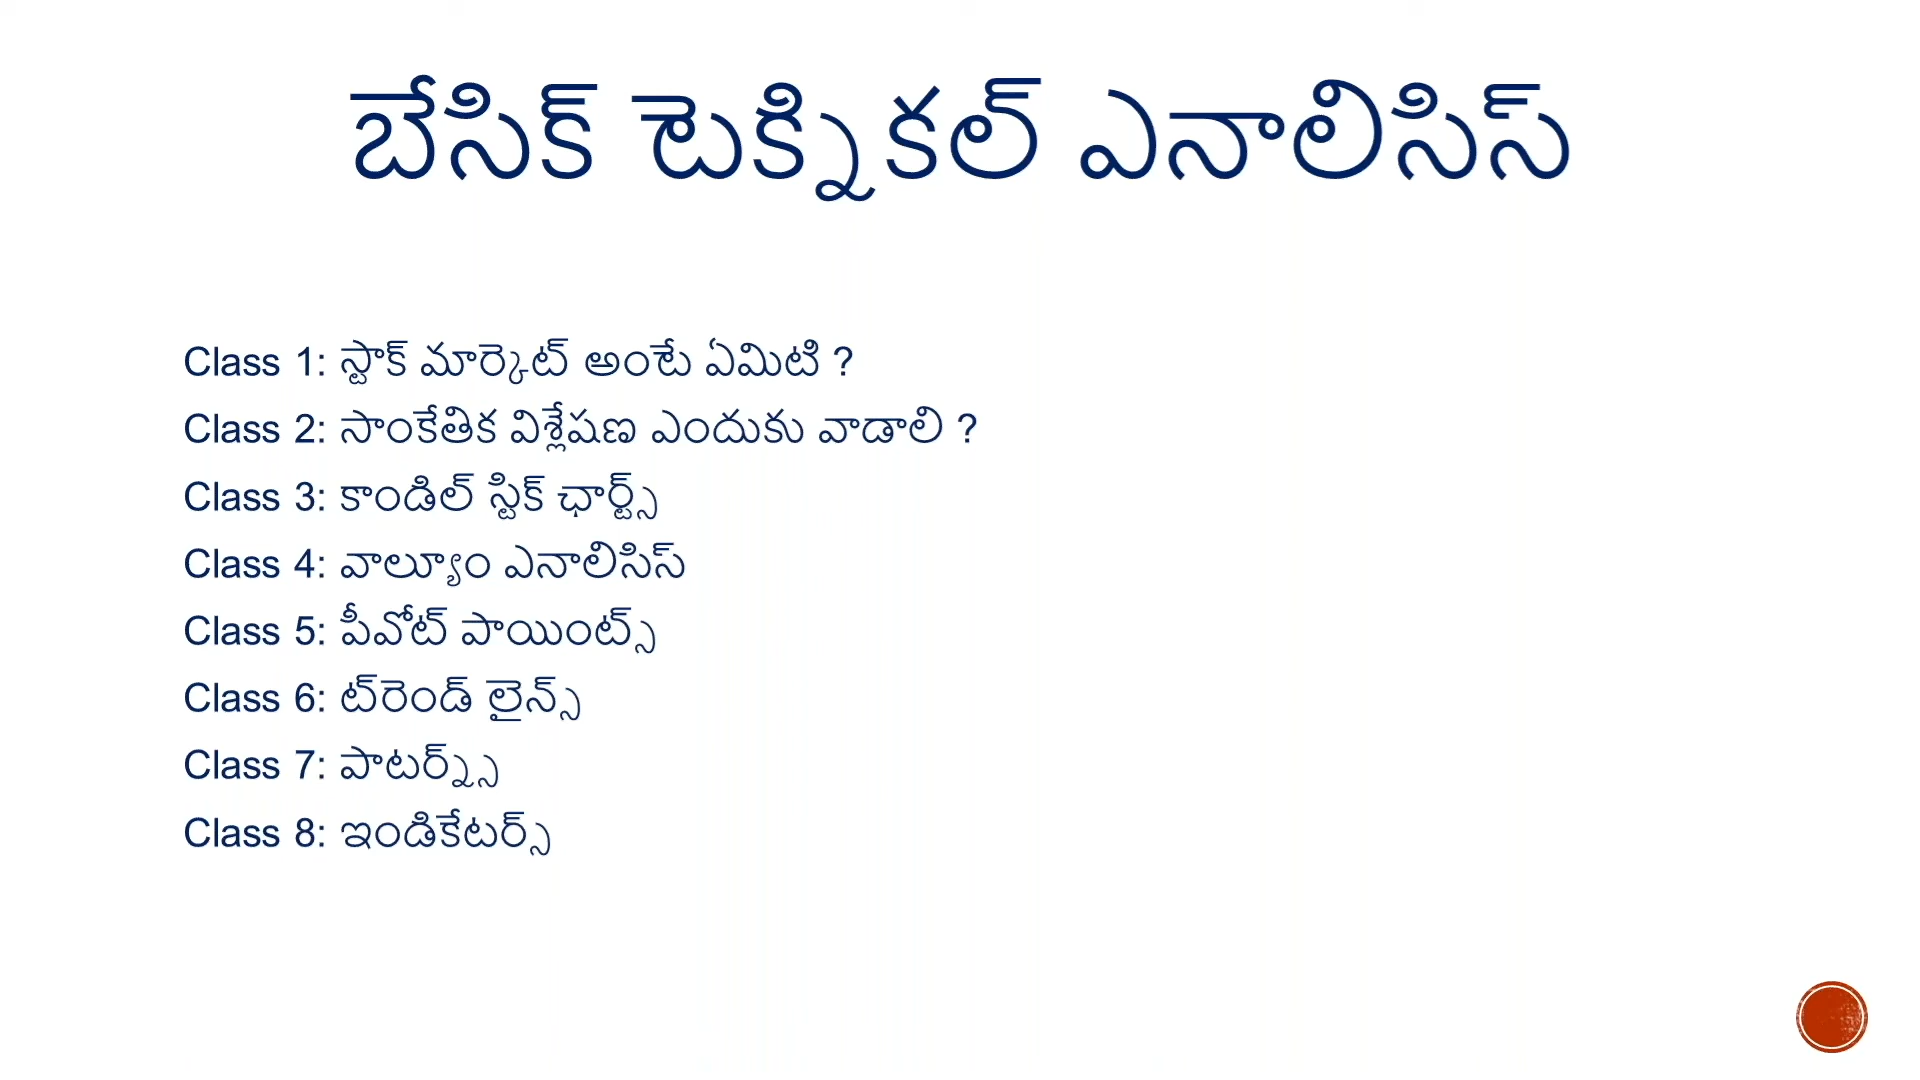 బేసిక్ టెక్నికల్ ఎనాలిసిస్
Class 1: స్టాక్ మార్కెట్ అంటే ఏమిటి ?
Class 2: సాంకేతిక విశ్లేషణ ఎందుకు వాడాలి ?
Class 3: కాండిల్ స్టిక్ ఛార్ట్స్
Class 4: వాల్యూం ఎనాలిసిస్
Class 5: పీవోట్ పాయింట్స్
Class 6: ట్‌రెండ్ లైన్స్
Class 7: పాటర్న్స్
Class 8: ఇండికేటర్స్